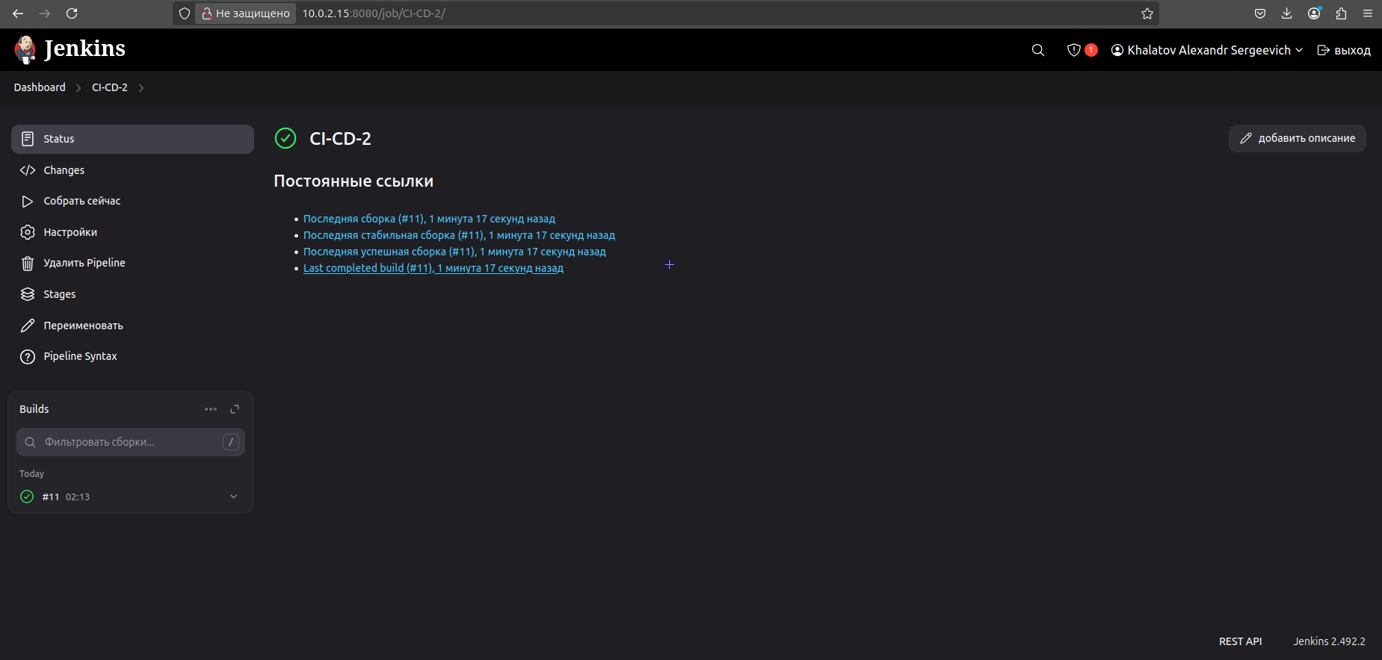 Не защищено 10.0.2.15:8080/job/CI-CD-2/
Jenkins
1 Khalatov Alexandr Sergeevich выход
Dashboard CI-CD-2
Status
Changes
Собрать сейчас
Настройки
Удалить Pipeline
Stages
Переименовать
Pipeline Syntax
Builds
Фильтровать сборки... /
Today
#11 02:13
CI-CD-2
добавить описание
Постоянные ссылки
Последняя сборка (#11), 1 минута 17 секунд назад
Последняя стабильная сборка (#11), 1 минута 17 секунд назад
Последняя успешная сборка (#11), 1 минута 17 секунд назад
Last completed build (#11), 1 минута 17 секунд назад
REST API Jenkins 2.492.2